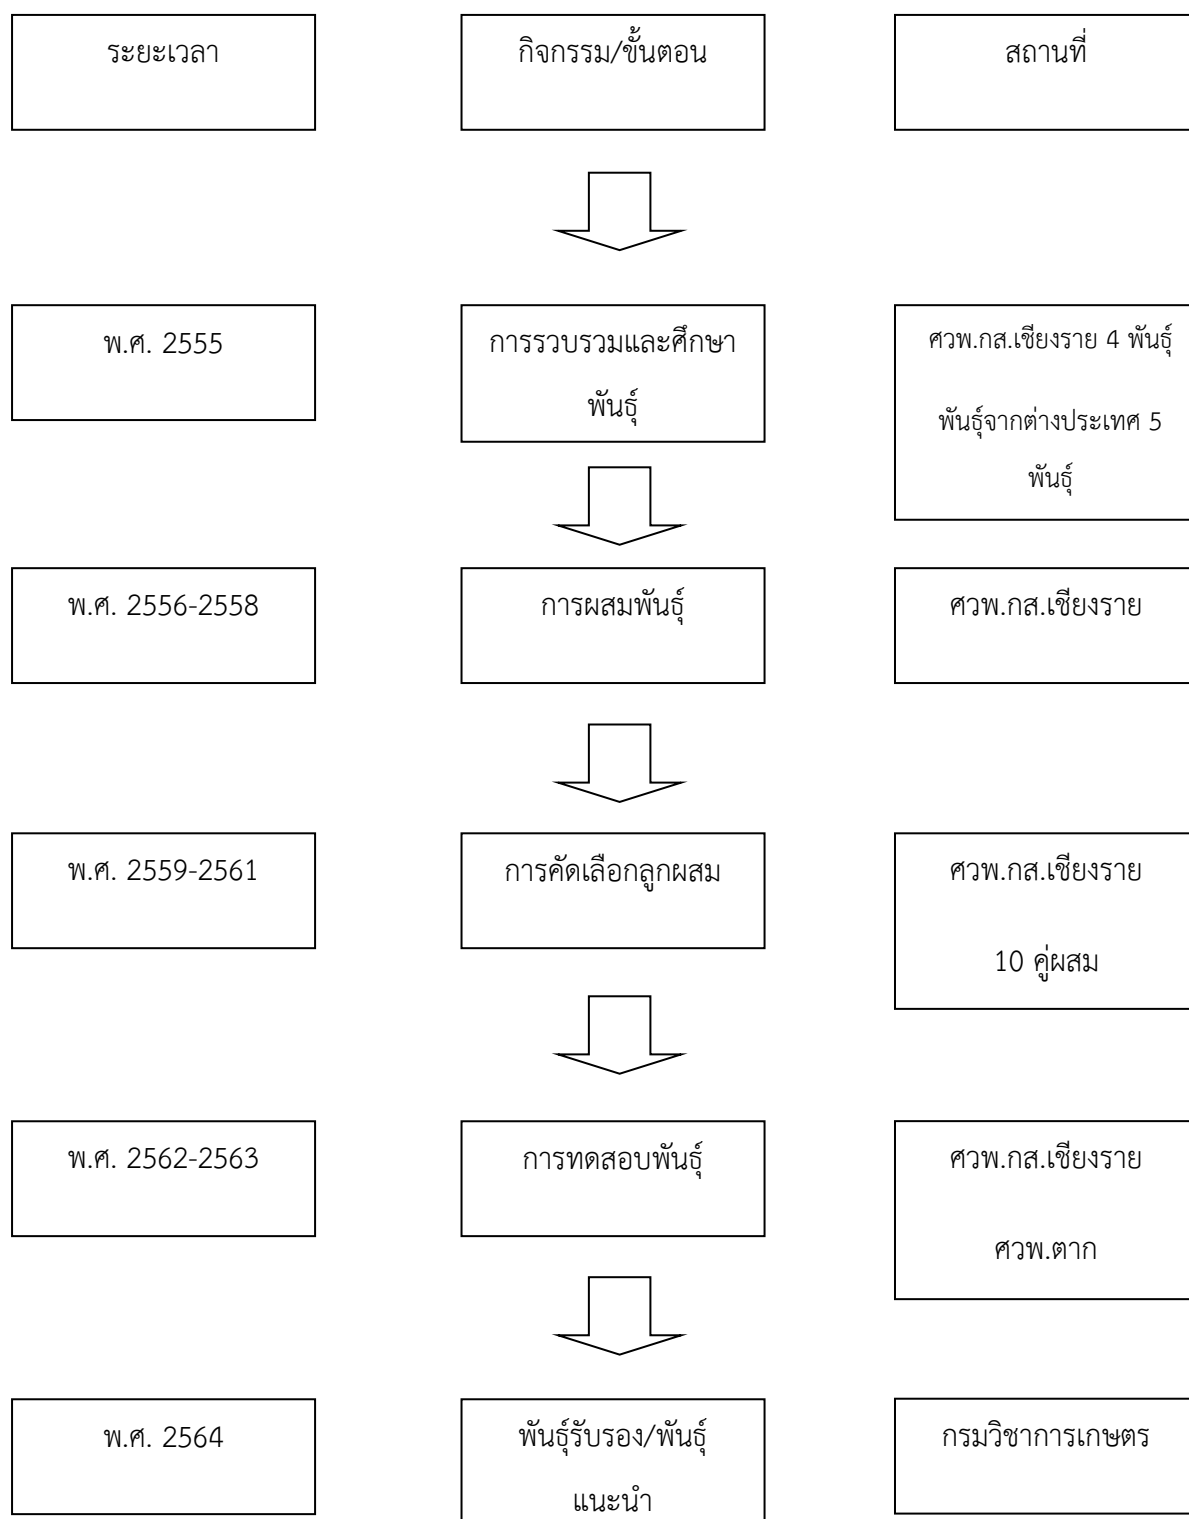 ระยะเวลา
กิจกรรม/ขั้นตอน
สถานที่
พ.ศ. 2555
การรวบรวมและศึกษา
พันธุ์
ศวพ.กส.เชียงราย 4 พันธุ์
พันธุ์จากต่างประเทศ 5
พันธุ์
พ.ศ. 2556-2558
การผสมพันธุ์
ศวพ.กส.เชียงราย
พ.ศ. 2559-2561
การคัดเลือกลูกผสม
ศวพ.กส.เชียงราย
10 คู่ผสม
พ.ศ. 2562-2563
การทดสอบพันธุ์
ศวพ.กส.เชียงราย
ศวพ.ตาก
พ.ศ. 2564
พันธุ์รับรอง/พันธุ์
แนะนำ
กรมวิชาการเกษตร